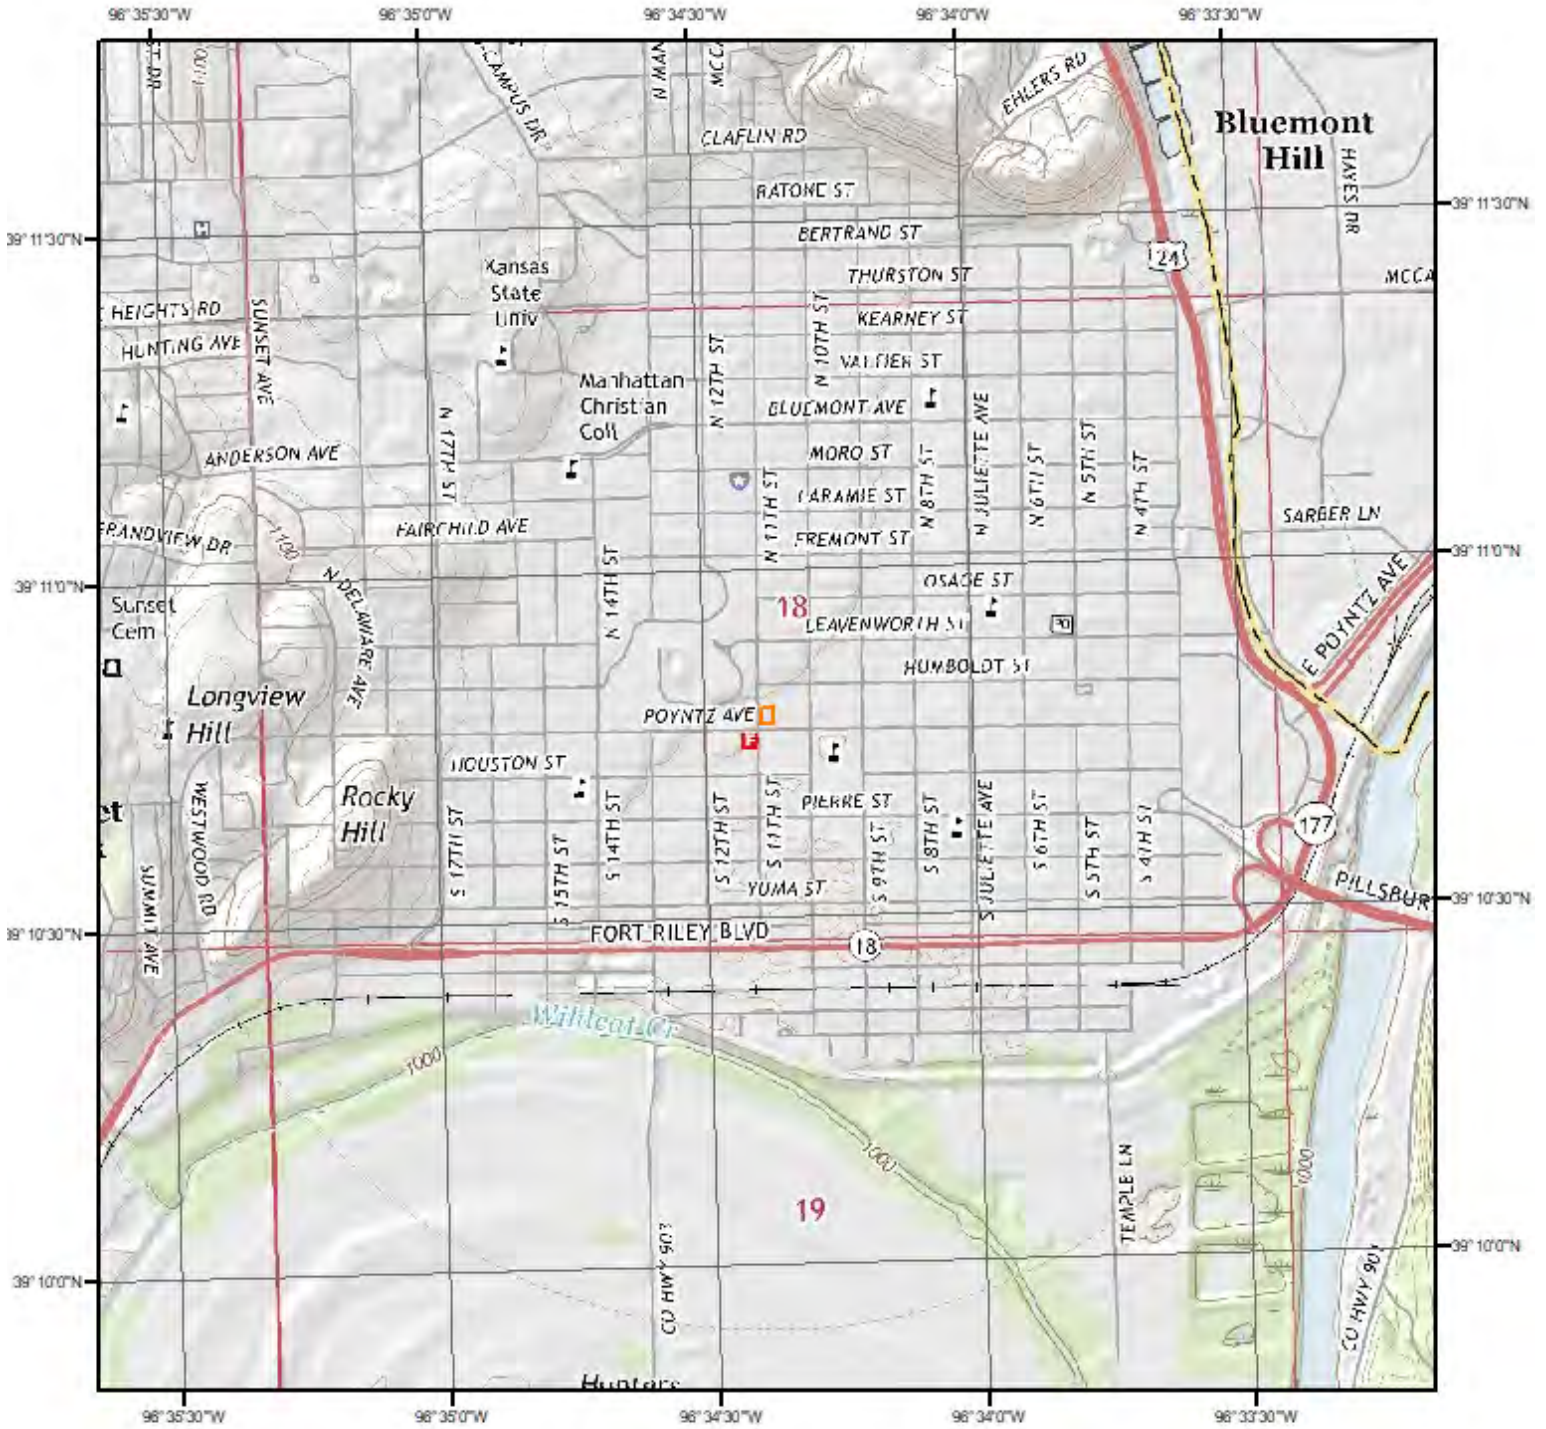 96°35'30"W
96°35'0"W
96°34'30"W
96°34'0"W
96°33'30"W
ST DR
1001
CAMPUS DR
N MAN
MCCA
EHLERS RD
CLAFLIN RD
Bluemont
Hill
HAYES DR
RATONE ST
39°11'30"N
39°11'30"N
BERTRAND ST
H
24
Kansas
State
Univ
THURSTON ST
MCCA
HEIGHTS RD
SUNSET AVE
KEARNEY ST
HUNTING AVE
N 10TH ST
VATTIER ST
N 12TH ST
Manhattan
Christian
Coll
BLUEMONT AVE
N JULIETTE AVE
N 17TH ST
ANDERSON AVE
MORO ST
N 8TH ST
N 6TH ST
N 5TH ST
N 4TH ST
N 11TH ST
LARAMIE ST
SARBER LN
RANDVIEW DR
1100
FAIRCHILD AVE
FREMONT ST
39°11'0"N
39°11'0"N
N DELAWARE AVE
N 14TH ST
OSAGE ST
E POYNTZ AVE
Sunset
Cem
18
LEAVENWORTH ST
PO
HUMBOLDT ST
Longview
Hill
POYNTZ AVE
F
HOUSTON ST
Rocky
Hill
WESTWOOD RD
PIERRE ST
et
177
S 17TH ST
S 15TH ST
S 14TH ST
S 12TH ST
S 11TH ST
S 9TH ST
S 8TH ST
S JULIETTE AVE
S 6TH ST
S 5TH ST
S 4TH ST
SUMMIT AVE
YUMA ST
PILLSBUR
39°10'30"N
39°10'30"N
FORT RILEY BLVD
18
Wildcat Cr
1000
1000
1000
TEMPLE LN
19
CO HWY 901
CO HWY 903
39°10'0"N
39°10'0"N
Hunters
96°35'30"W
96°35'0"W
96°34'30"W
96°34'0"W
96°33'30"W